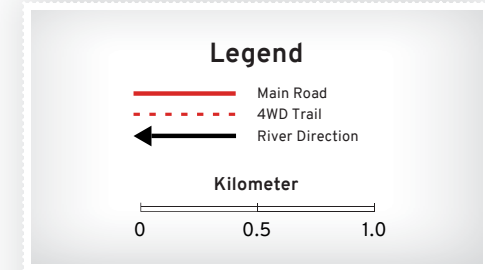 Legend
Main Road
4WD Trail
River Direction
Kilometer
0 0.5 1.0